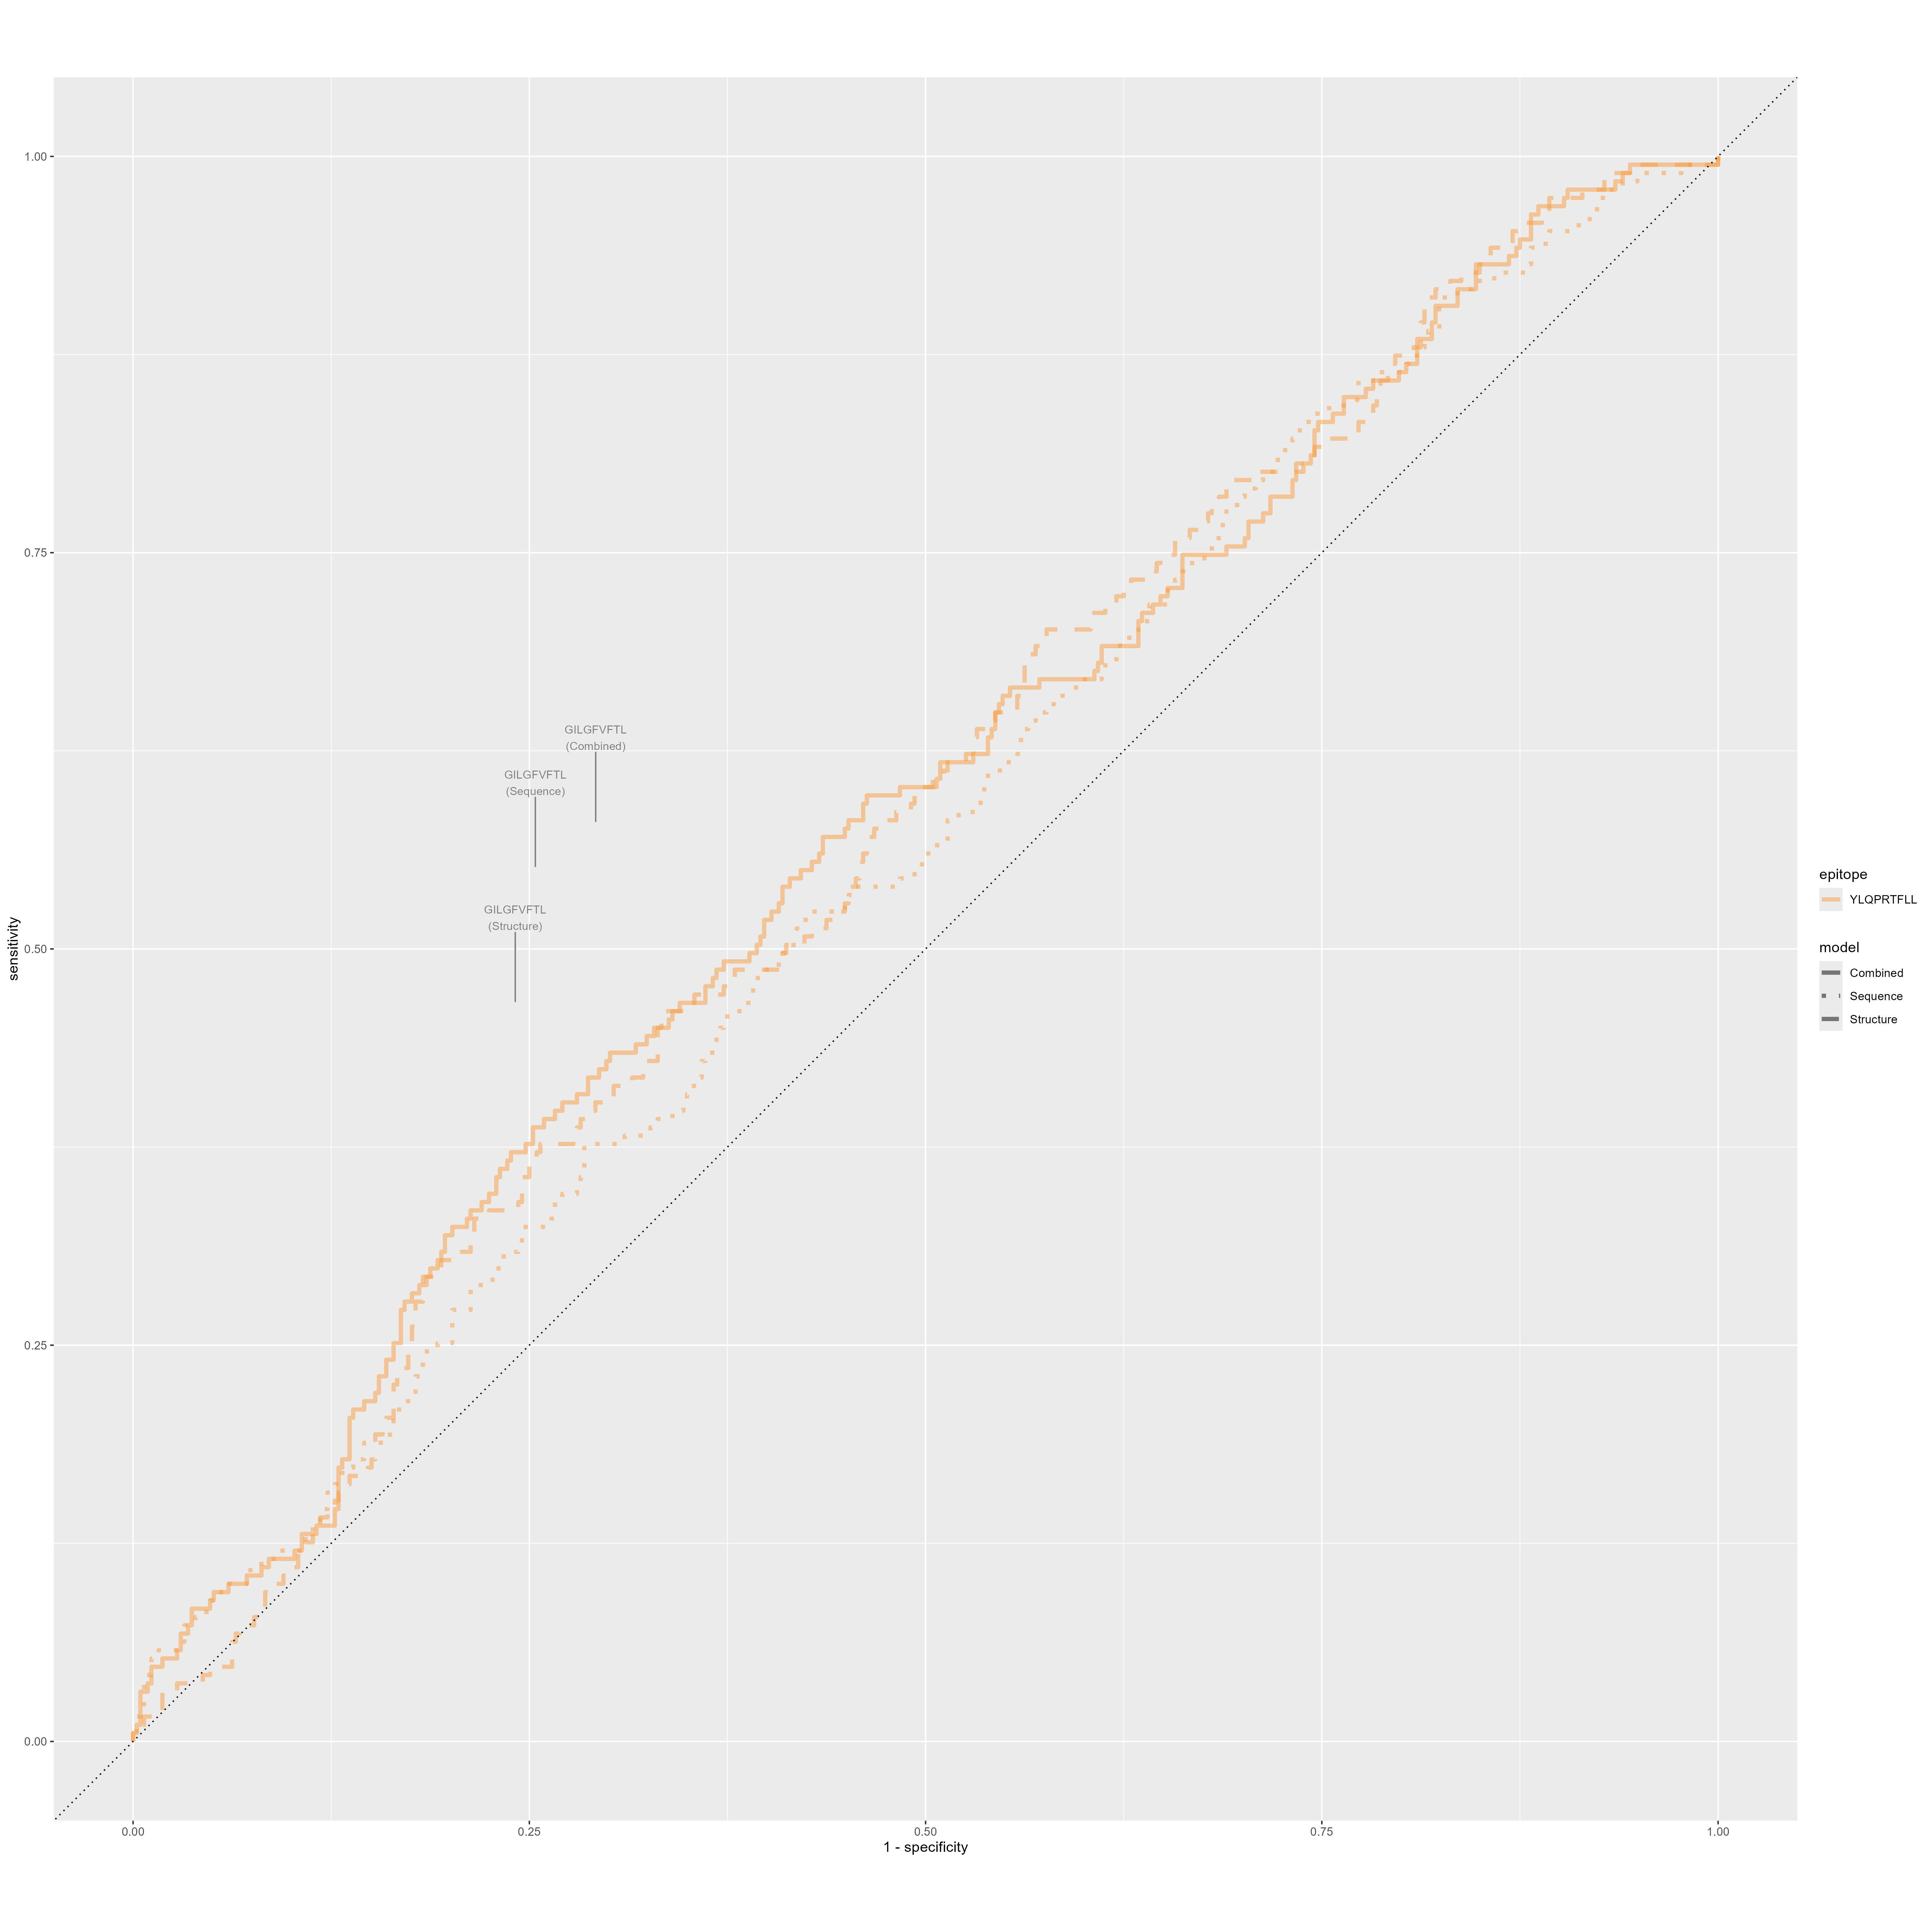 1.00
0.75
0.50
0.25
0.00
sensitivity
GILGFVFTL
(Combined)
GILGFVFTL
(Sequence)
GILGFVFTL
(Structure)
0.00
0.25
0.50
0.75
1.00
1 - specificity
epitope
YLQPRTFLL
model
Combined
Sequence
Structure